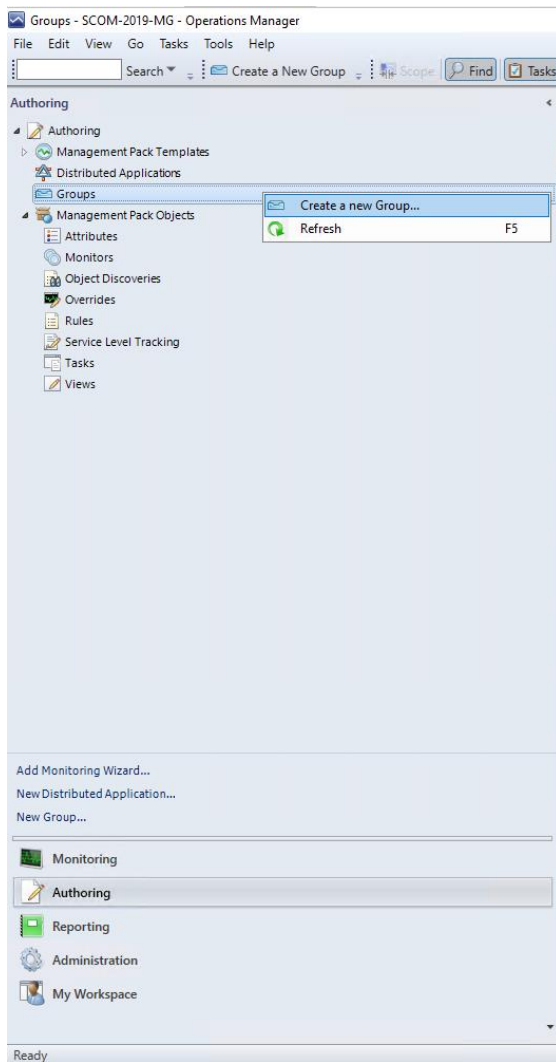 Groups - SCOM-2019-MG - Operations Manager
File Edit View Go Tasks Tools Help
Search Create a New Group Scope Find Tasks
Authoring
Authoring
Management Pack Templates
Distributed Applications
Groups
Create a new Group...
Management Pack Objects
Refresh F5
Attributes
Monitors
Object Discoveries
Overrides
Rules
Service Level Tracking
Tasks
Views
Add Monitoring Wizard...
New Distributed Application...
New Group...
Monitoring
Authoring
Reporting
Administration
My Workspace
Ready